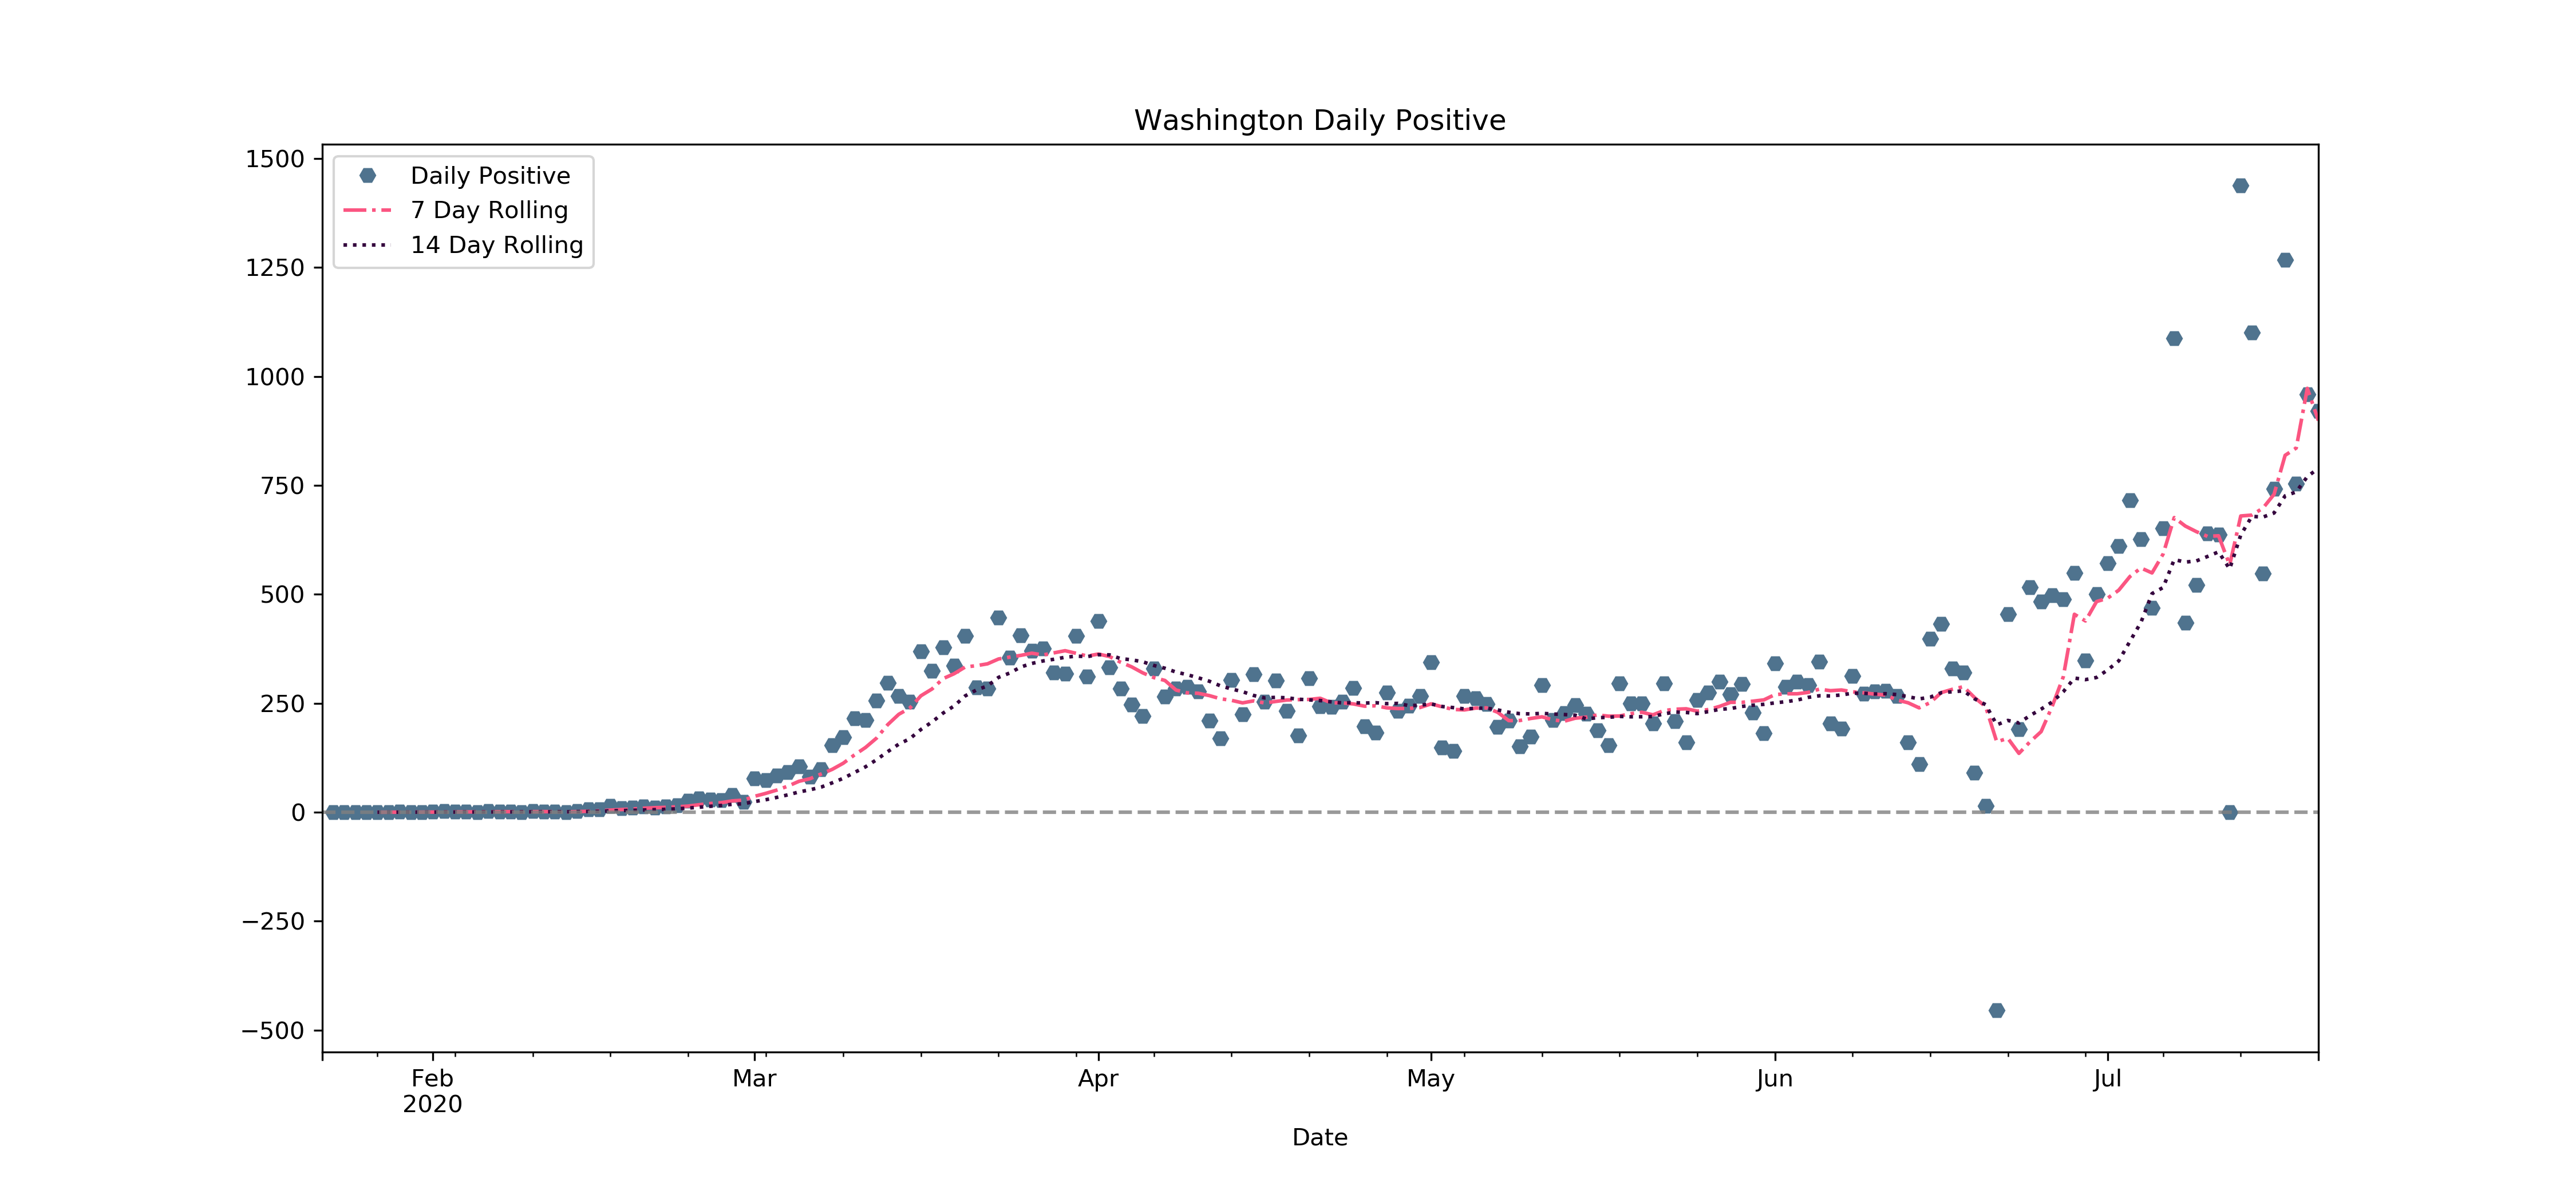 Washington Daily Positive
1500
1250
1000
750
500
250
0
−250
−500
Daily Positive
7 Day Rolling
14 Day Rolling
Feb
2020
Mar
Apr
May
Jun
Jul
Date